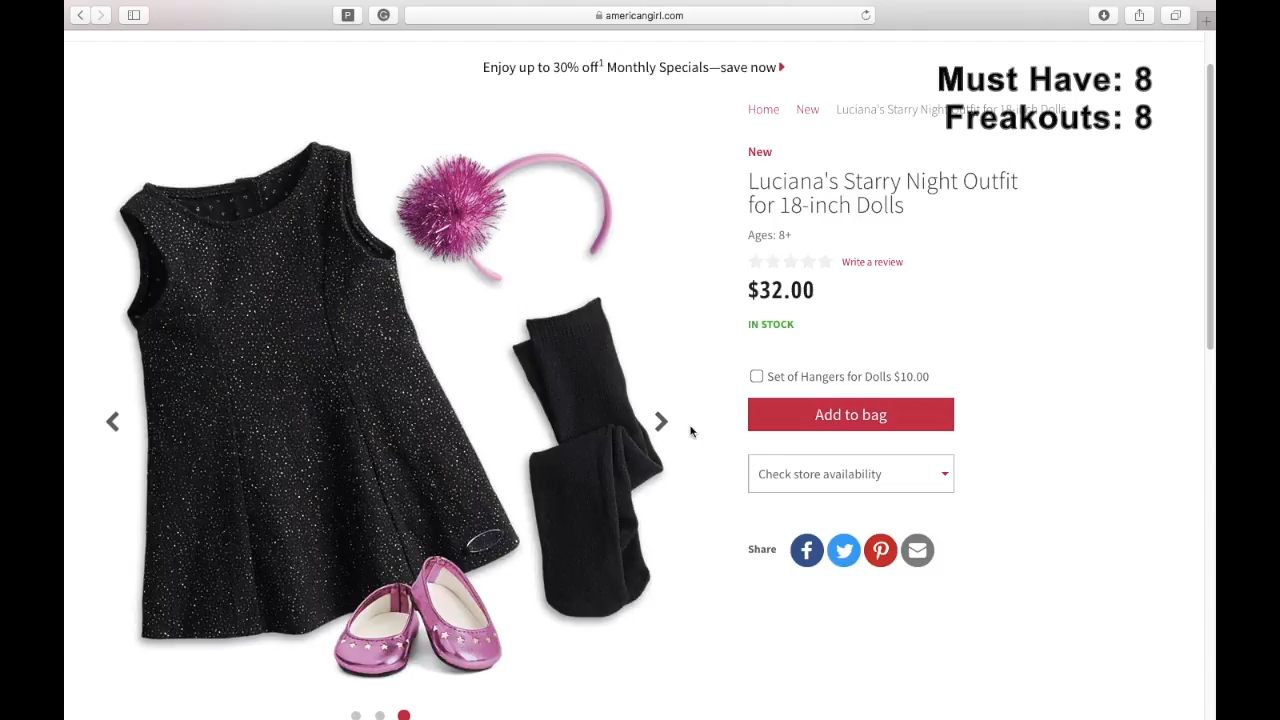 P
americangirl.com
Enjoy up to 30% off¹ Monthly Specials—save now
Must Have: 8
Freakouts: 8
Home New Luciana's Starry Night Outfit for 18-inch Dolls
New
Luciana's Starry Night Outfit
for 18-inch Dolls
Ages: 8+
Write a review
$32.00
IN STOCK
Set of Hangers for Dolls $10.00
Add to bag
Check store availability
Share